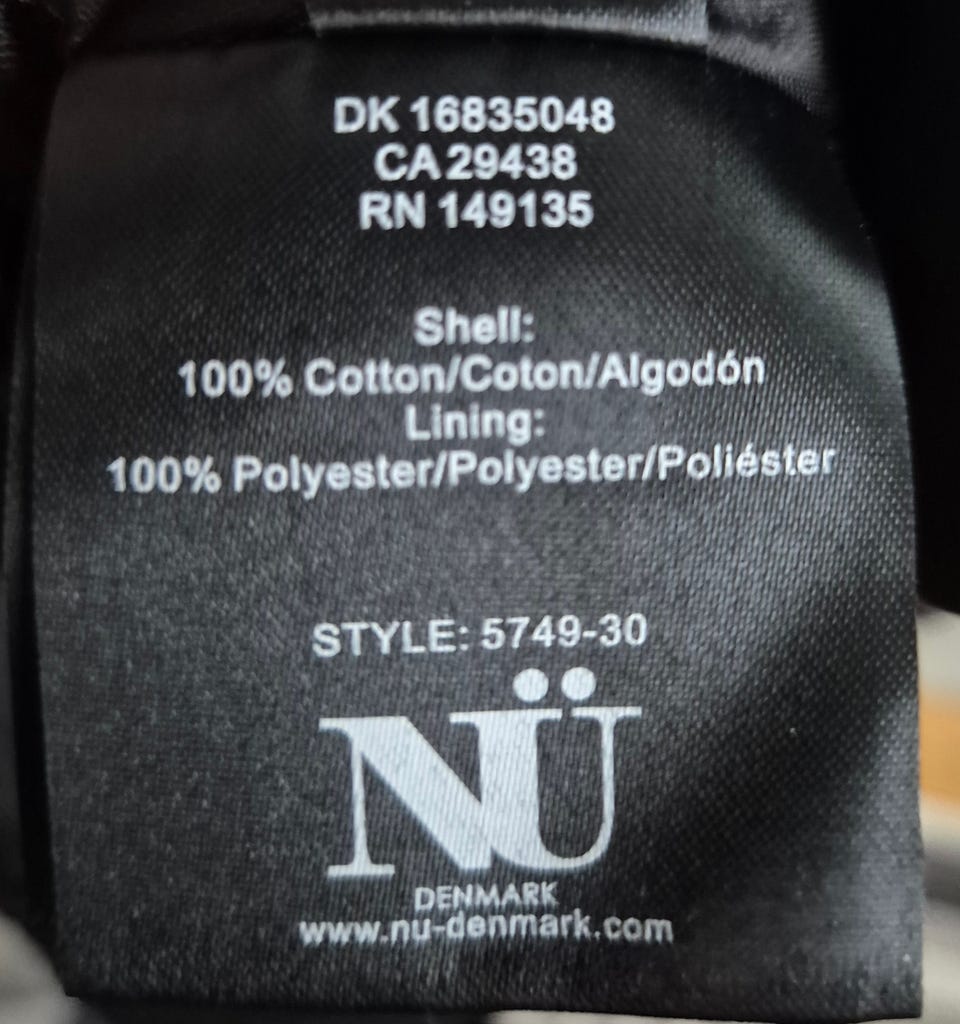 DK 16835048
CA 29438
RN 149135
Shell:
100% Cotton/Coton/Algodón
Lining:
100% Polyester/Polyester/Poliéster
STYLE: 5749-30
NÜ
DENMARK
www.nu-denmark.com